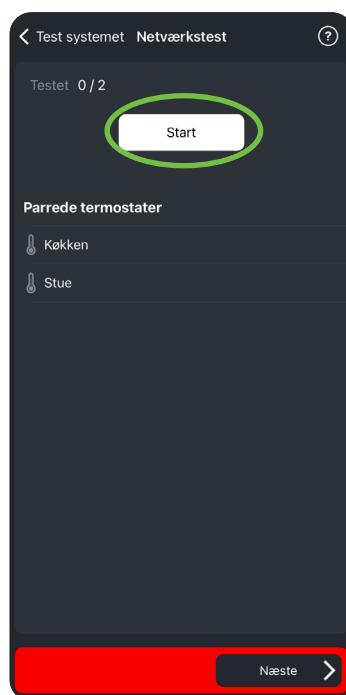 Test systemet Netværkstest ?
Testet 0 / 2
Start
Parrede termostater
Køkken
Stue
Næste